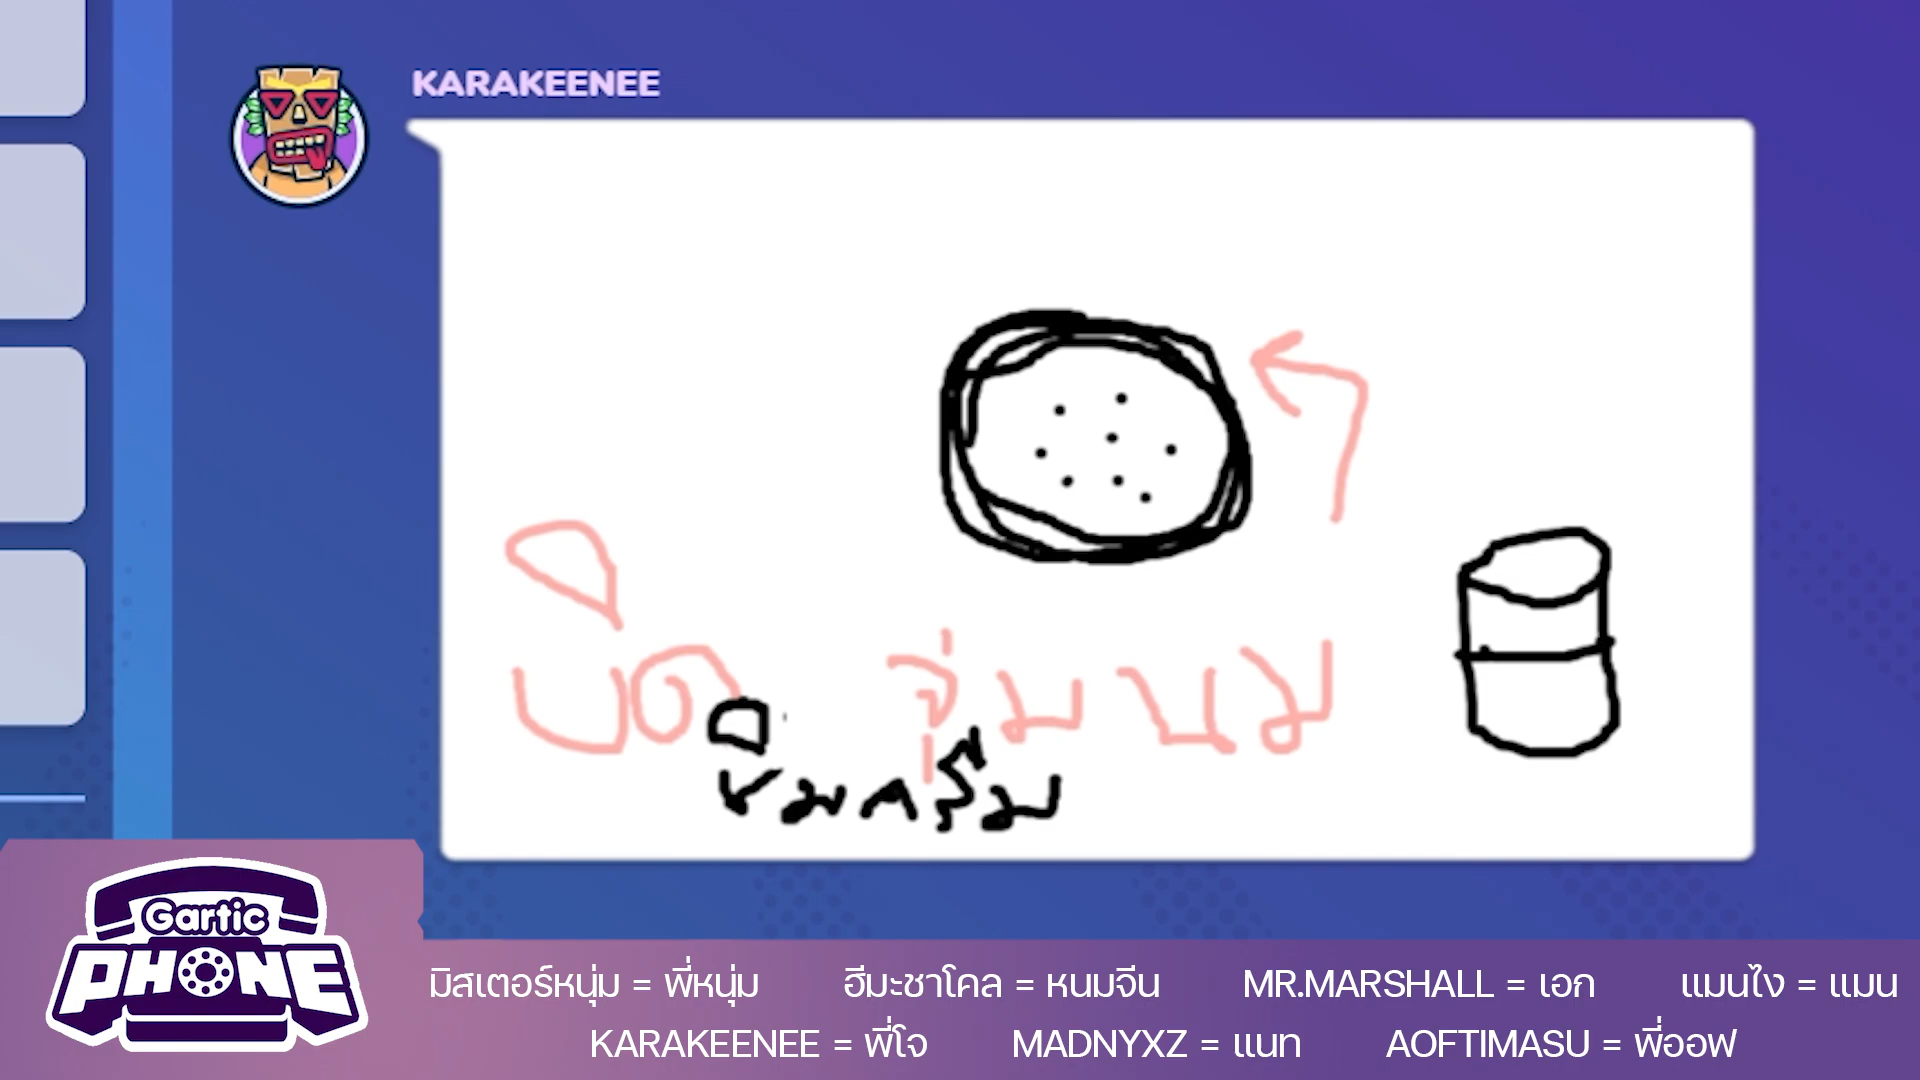 KARAKEENEE
บิด จุ่มนม
ชิมครีม
Gartic
PHONE
มิสเตอร์หนุ่ม = พี่หนุ่ม ฮีมะชาโคล = หนมจีน MR.MARSHALL = เอก แมนไง = แมน
KARAKEENEE = พี่โจ MADNYXZ = แนท AOFTIMASU = พี่ออฟ